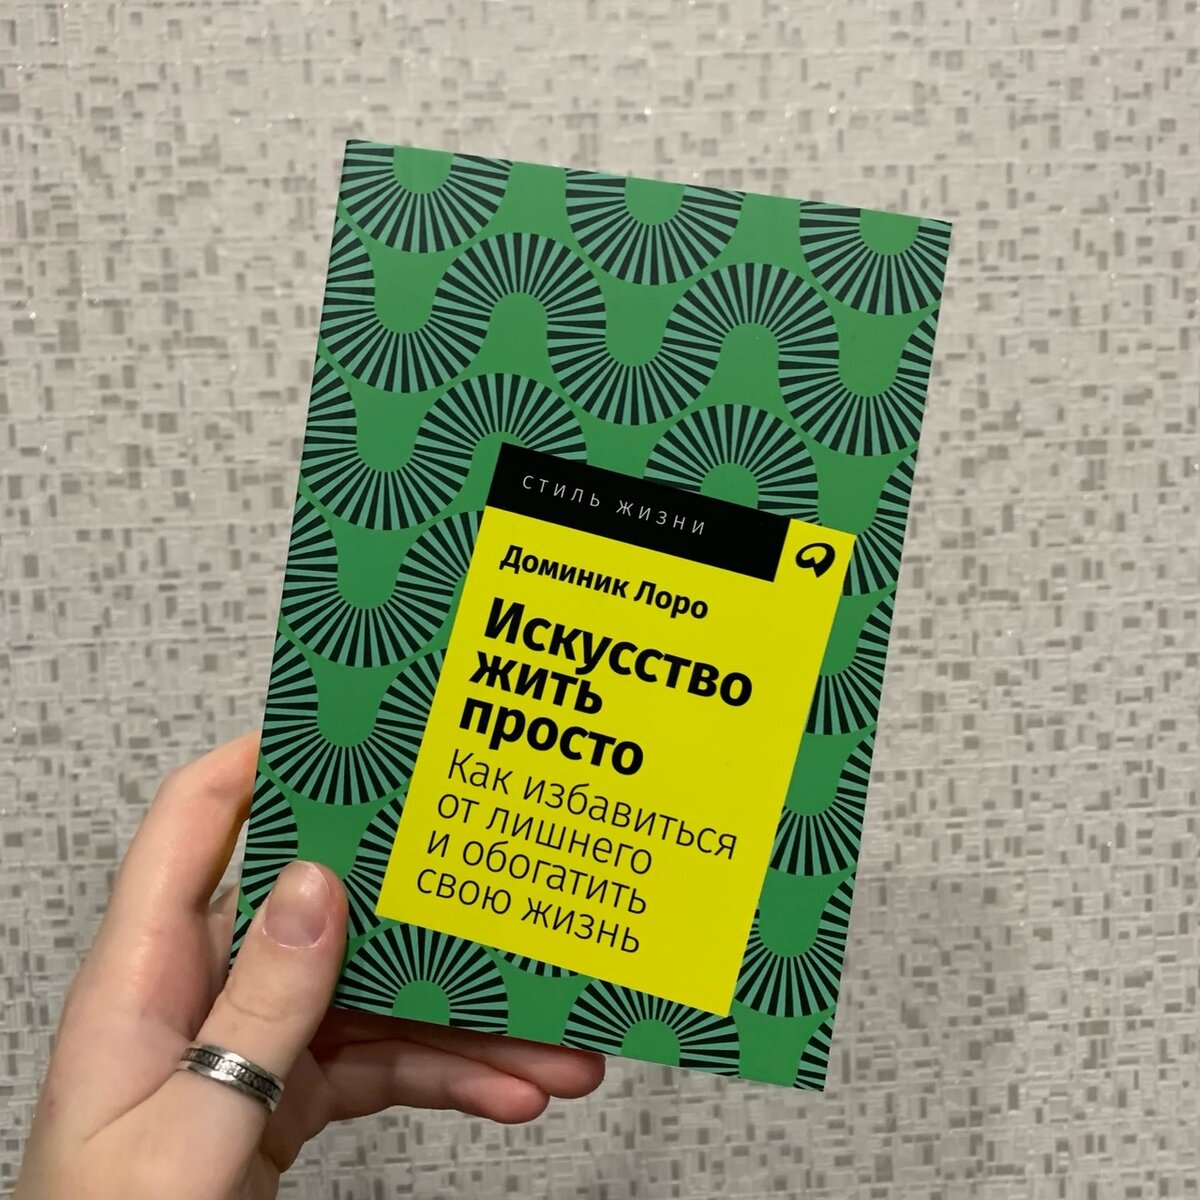 СТИЛЬ ЖИЗНИ
Доминик Лоро
Искусство
жить
просто
Как избавиться
от лишнего
и обогатить
свою жизнь